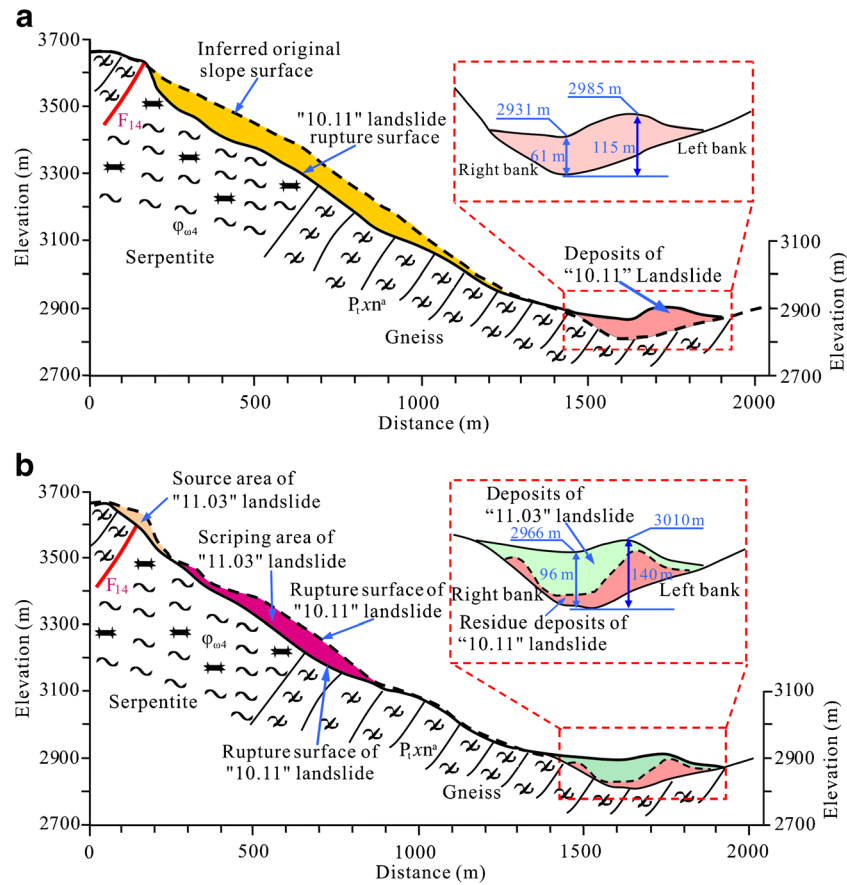 a
3700
3500
3300
3100
2900
2700
Elevation (m)
Inferred original
slope surface
"10.11" landslide
rupture surface
F14
φω4
Serpentite
Ptxnª
Gneiss
2985 m
2931 m
61 m
115 m
Right bank
Left bank
Deposits of
“10.11” Landslide
3100
2900
2700
Elevation (m)
0
500
1000
1500
2000
Distance (m)
b
3700
3500
3300
3100
2900
2700
Elevation (m)
Source area of
"11.03" landslide
Scriping area of
"11.03" landslide
Rupture surface of
"10.11" landslide
F14
φω4
Serpentite
Rupture surface of
"10.11" landslide
Ptxnª
Gneiss
Deposits of
“11.03” landslide
2966 m
3010 m
96 m
140 m
Right bank
Left bank
Residue deposits of
“10.11” landslide
3100
2900
2700
Elevation (m)
0
500
1000
1500
2000
Distance (m)